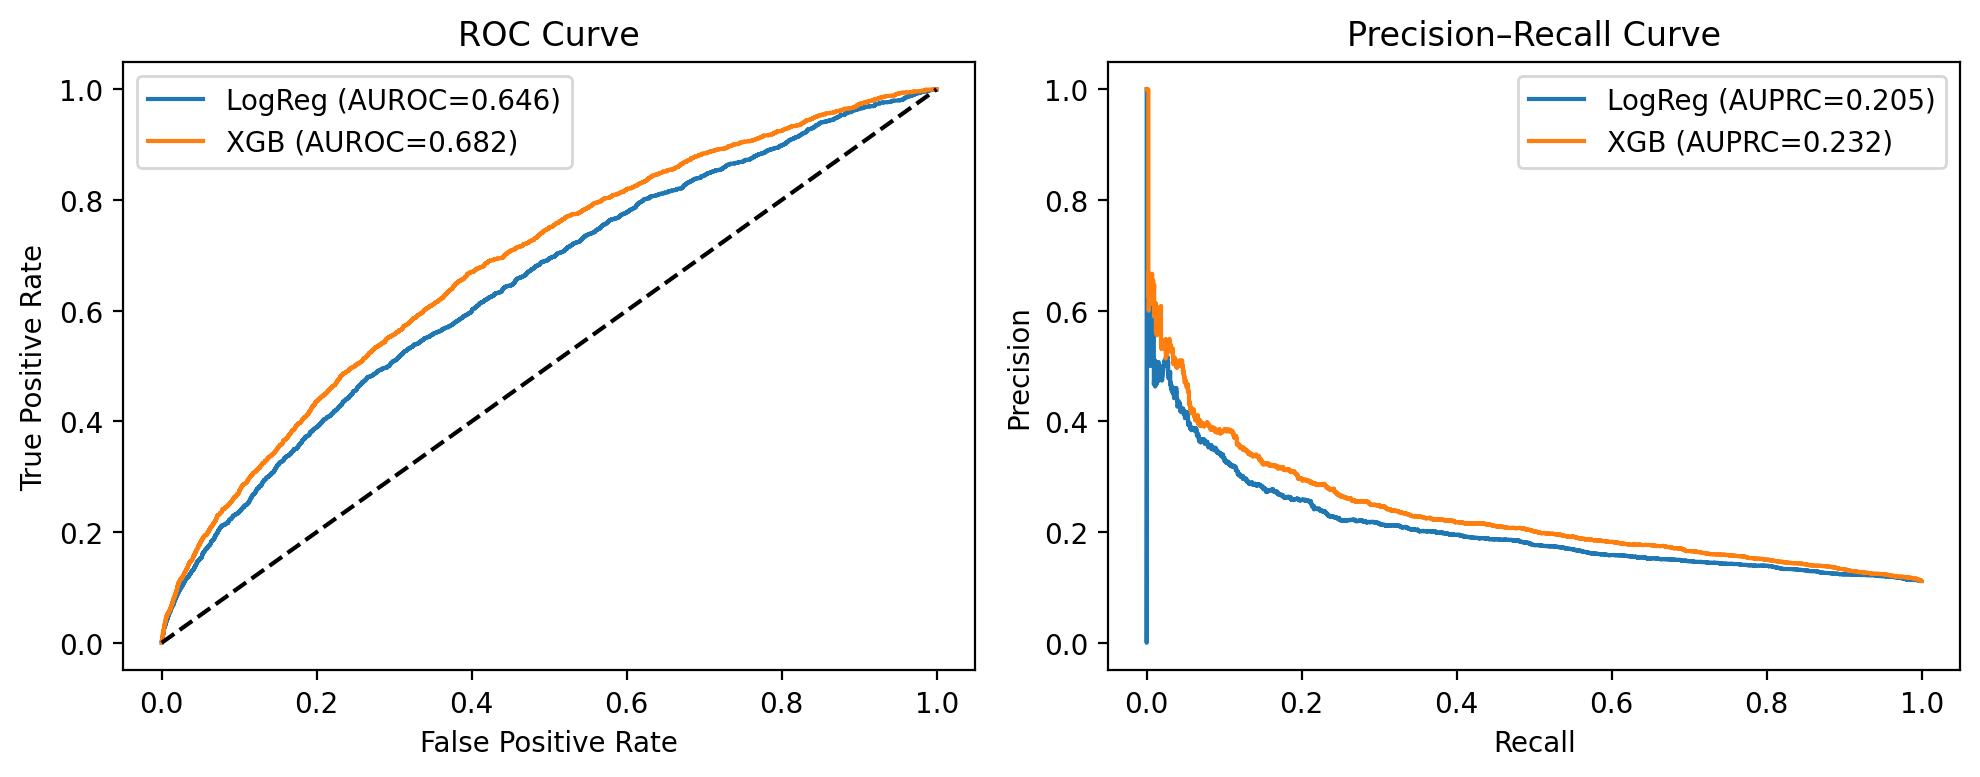 ROC Curve
LogReg (AUROC=0.646)
XGB (AUROC=0.682)
True Positive Rate
1.0
0.8
0.6
0.4
0.2
0.0
0.0 0.2 0.4 0.6 0.8 1.0
False Positive Rate
Precision–Recall Curve
LogReg (AUPRC=0.205)
XGB (AUPRC=0.232)
Precision
1.0
0.8
0.6
0.4
0.2
0.0
0.0 0.2 0.4 0.6 0.8 1.0
Recall